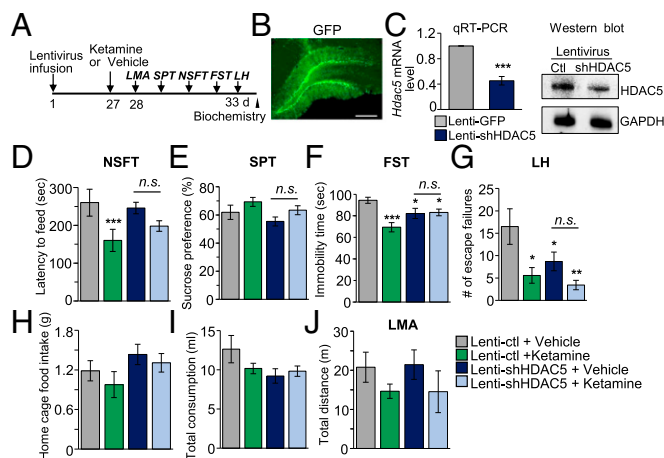 A
Lentivirus
infusion
Ketamine
or Vehicle
LMA SPT NSFT FST LH
1
27 28
33 d
Biochemistry
B
GFP
C
qRT-PCR
Hdac5 mRNA
level
1.2
0.8
0.4
0
***
Lenti-GFP
Lenti-shHDAC5
Western blot
Lentivirus
Ctl shHDAC5
HDAC5
GAPDH
D
NSFT
Latency to feed (sec)
300
200
100
0
***
n.s.
E
SPT
Sucrose preference (%)
80
60
40
20
0
n.s.
F
FST
Immobility time (sec)
100
80
60
40
20
0
***
*
*
n.s.
G
LH
# of escape failures
25
20
15
10
5
0
*
*
**
n.s.
H
Home cage food intake (g)
1.8
1.2
0.6
0
I
Total consumption (ml)
15
10
5
0
J
LMA
Total distance (m)
30
20
10
0
Lenti-ctl + Vehicle
Lenti-ctl +Ketamine
Lenti-shHDAC5 + Vehicle
Lenti-shHDAC5 + Ketamine